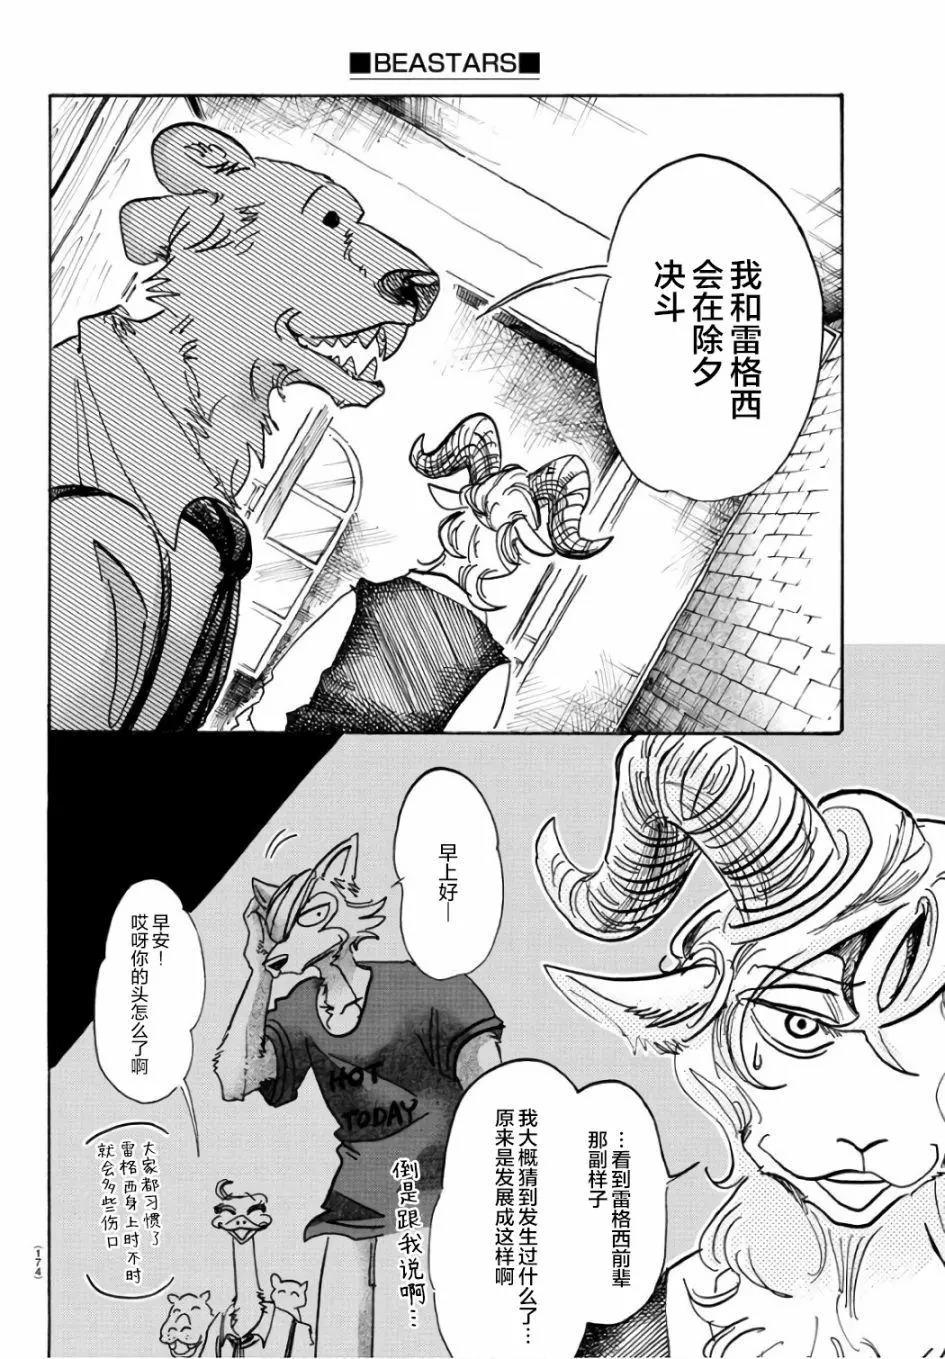 ■BEASTARS■
我和雷格西
会在除夕
决斗
早上好—
早安！
哎呀你的
头怎么了啊
HOT
TODAY
大家都习惯了
雷格西身上时不时
就会多些伤口
…看到雷格西前辈
那副样子
我大概猜到发生过什么了…
原来是发展成这样啊
倒是跟我说啊…
(174)